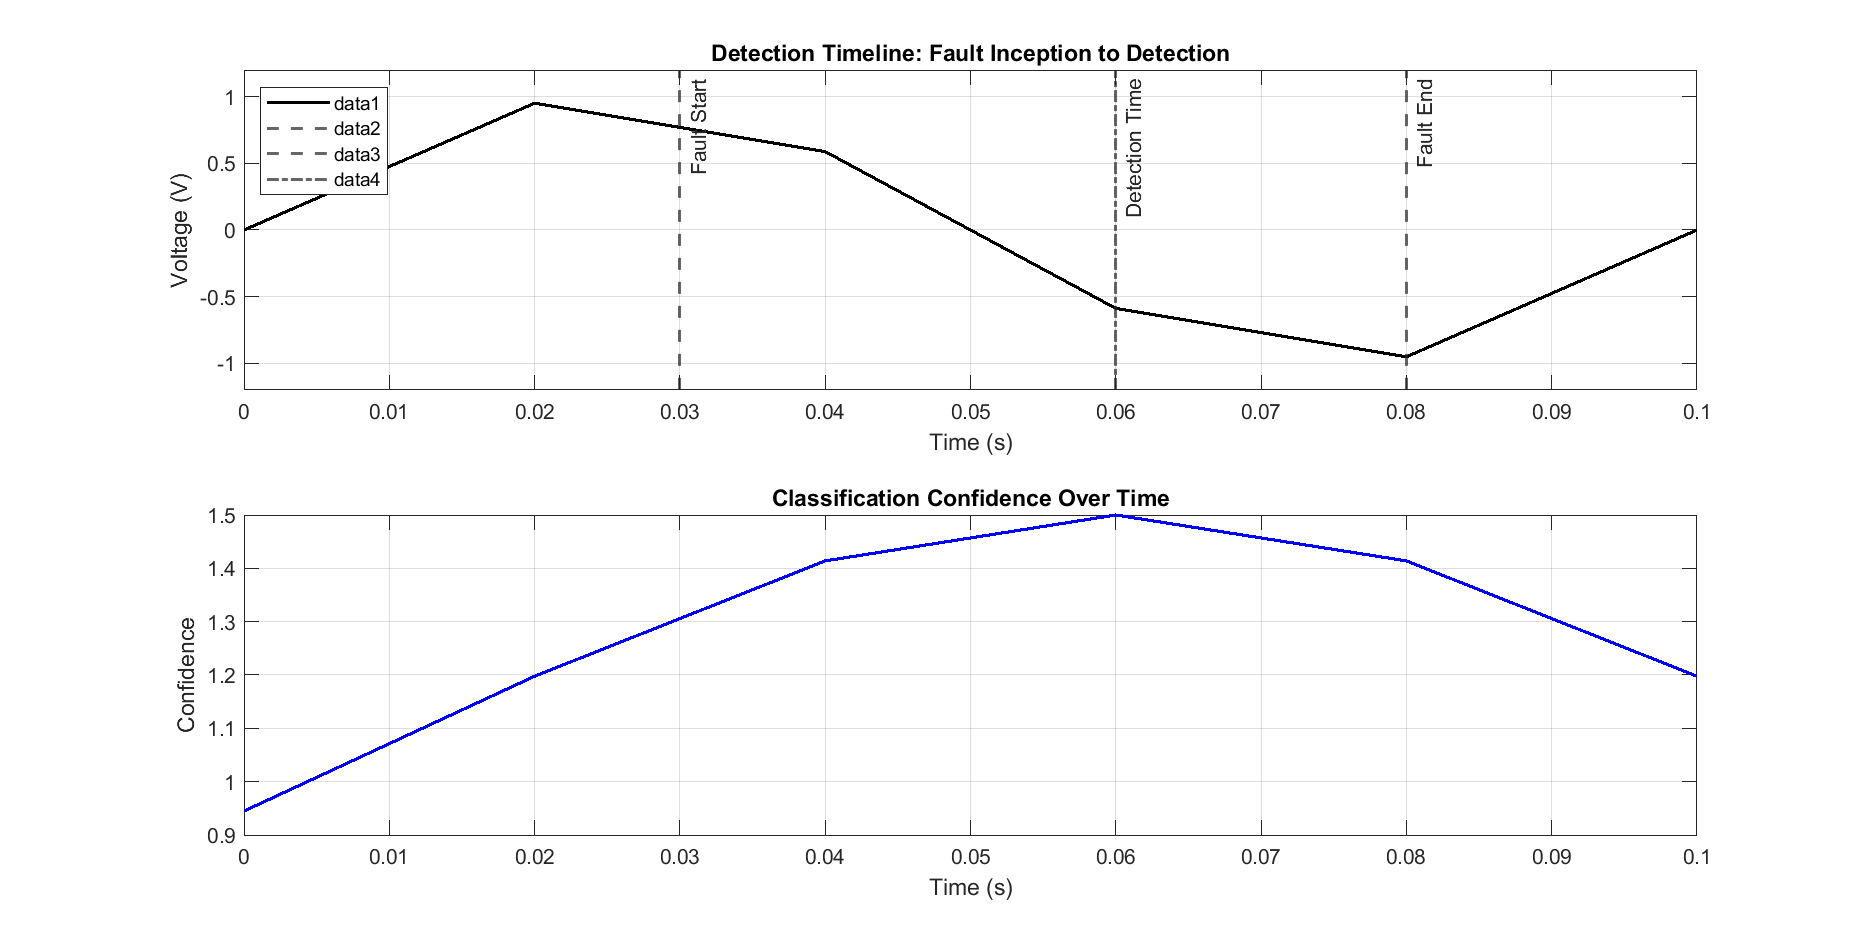 Detection Timeline: Fault Inception to Detection
Voltage (V)
1
0.5
0
-0.5
-1
data1
data2
data3
data4
Fault Start
Detection Time
Fault End
0 0.01 0.02 0.03 0.04 0.05 0.06 0.07 0.08 0.09 0.1
Time (s)
Classification Confidence Over Time
Confidence
1.5
1.4
1.3
1.2
1.1
1
0.9
0 0.01 0.02 0.03 0.04 0.05 0.06 0.07 0.08 0.09 0.1
Time (s)